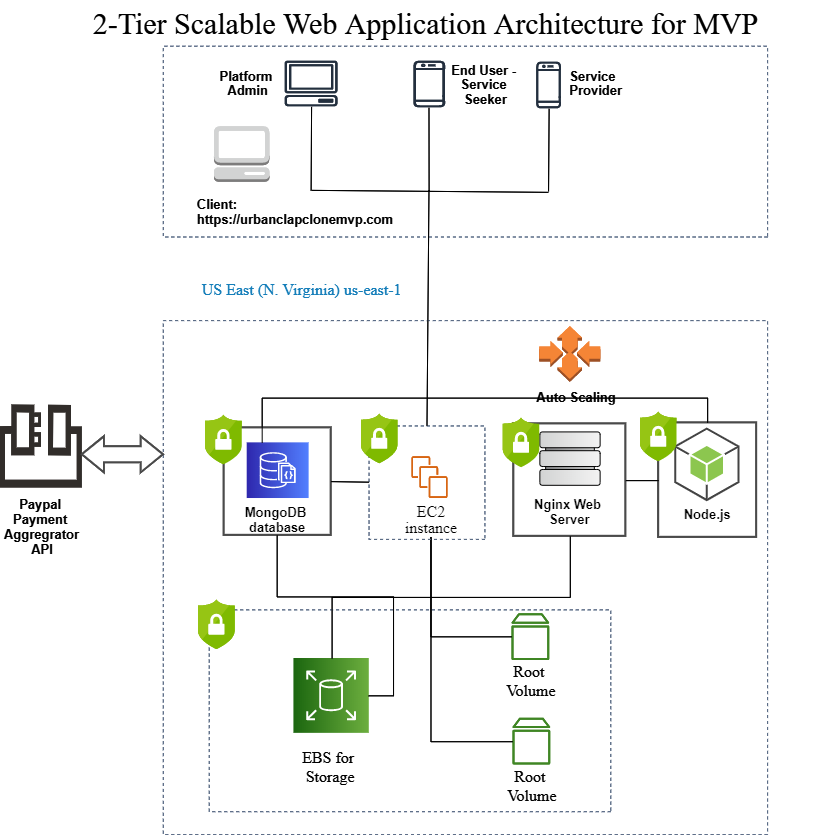 2-Tier Scalable Web Application Architecture for MVP
Platform
Admin
End User -
Service
Seeker
Service
Provider
Client:
https://urbanclapclonemvp.com
US East (N. Virginia) us-east-1
Auto Scaling
MongoDB
database
EC2
instance
Nginx Web
Server
Node.js
Paypal
Payment
Aggregrator
API
Root
Volume
EBS for
Storage
Root
Volume